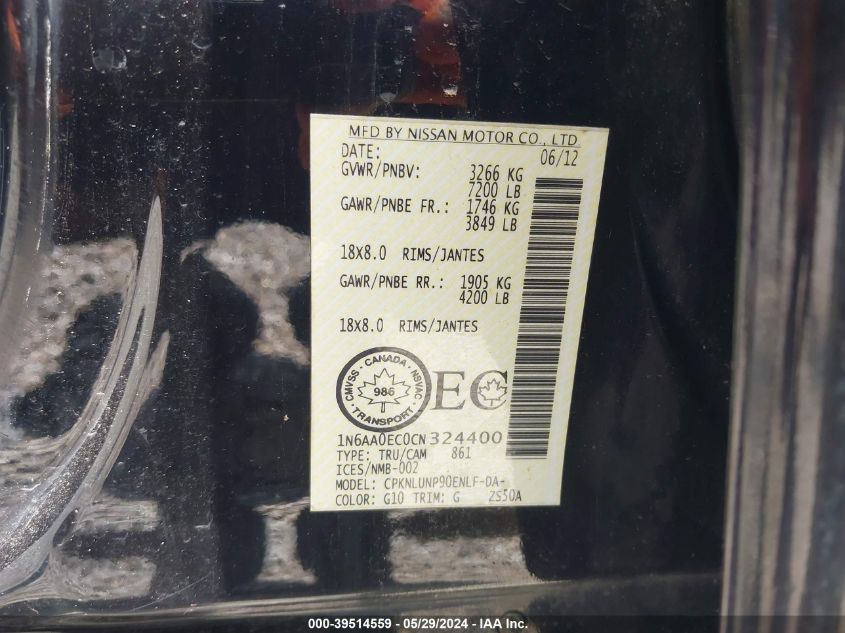 MFD BY NISSAN MOTOR CO., LTD.
DATE: 06/12
GVWR/PNBV: 3266 KG
7200 LB
GAWR/PNBE FR.: 1746 KG
3849 LB
18X8.0 RIMS/JANTES
GAWR/PNBE RR.: 1905 KG
4200 LB
18X8.0 RIMS/JANTES
CMVSS - CANADA - NSVAC
986
TRANSPORT
EC
1N6AA0EC0CN324400
TYPE: TRU/CAM 861
ICES/NMB-002
MODEL: CPKNLUNP90ENLF-DA-
COLOR: G10 TRIM: G ZS50A
000-39514559 - 05/29/2024 - IAA Inc.